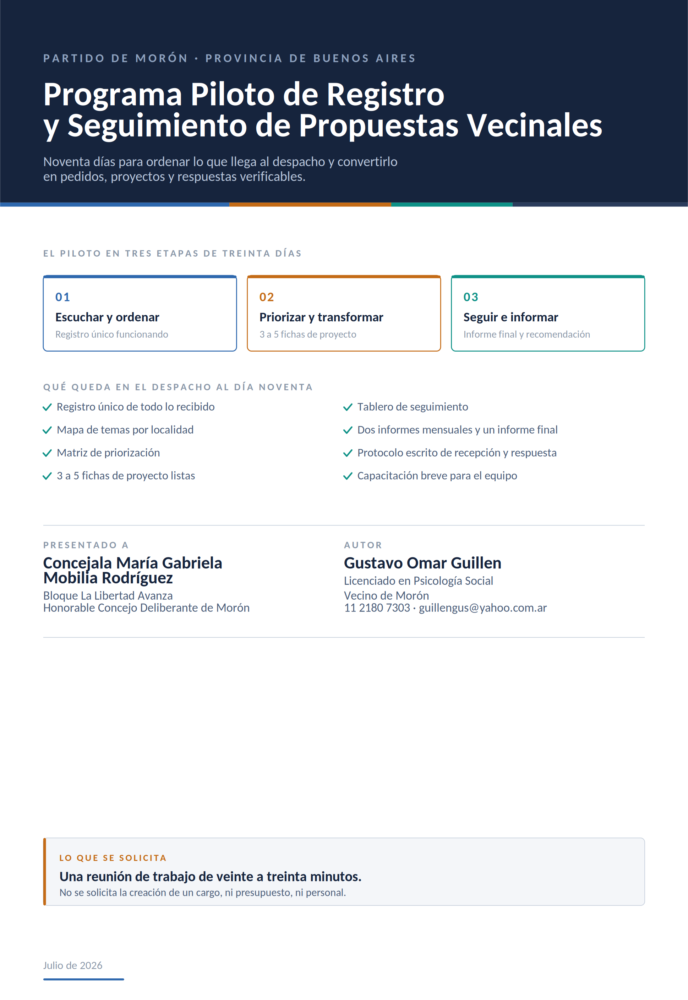 PARTIDO DE MORÓN · PROVINCIA DE BUENOS AIRES
Programa Piloto de Registro
y Seguimiento de Propuestas Vecinales
Noventa días para ordenar lo que llega al despacho y convertirlo
en pedidos, proyectos y respuestas verificables.
EL PILOTO EN TRES ETAPAS DE TREINTA DÍAS
01
Escuchar y ordenar
Registro único funcionando
02
Priorizar y transformar
3 a 5 fichas de proyecto
03
Seguir e informar
Informe final y recomendación
QUÉ QUEDA EN EL DESPACHO AL DÍA NOVENTA
Registro único de todo lo recibido
Mapa de temas por localidad
Matriz de priorización
3 a 5 fichas de proyecto listas
Tablero de seguimiento
Dos informes mensuales y un informe final
Protocolo escrito de recepción y respuesta
Capacitación breve para el equipo
PRESENTADO A
Concejala María Gabriela
Mobilia Rodríguez
Bloque La Libertad Avanza
Honorable Concejo Deliberante de Morón
AUTOR
Gustavo Omar Guillen
Licenciado en Psicología Social
Vecino de Morón
11 2180 7303 · guillengus@yahoo.com.ar
LO QUE SE SOLICITA
Una reunión de trabajo de veinte a treinta minutos.
No se solicita la creación de un cargo, ni presupuesto, ni personal.
Julio de 2026